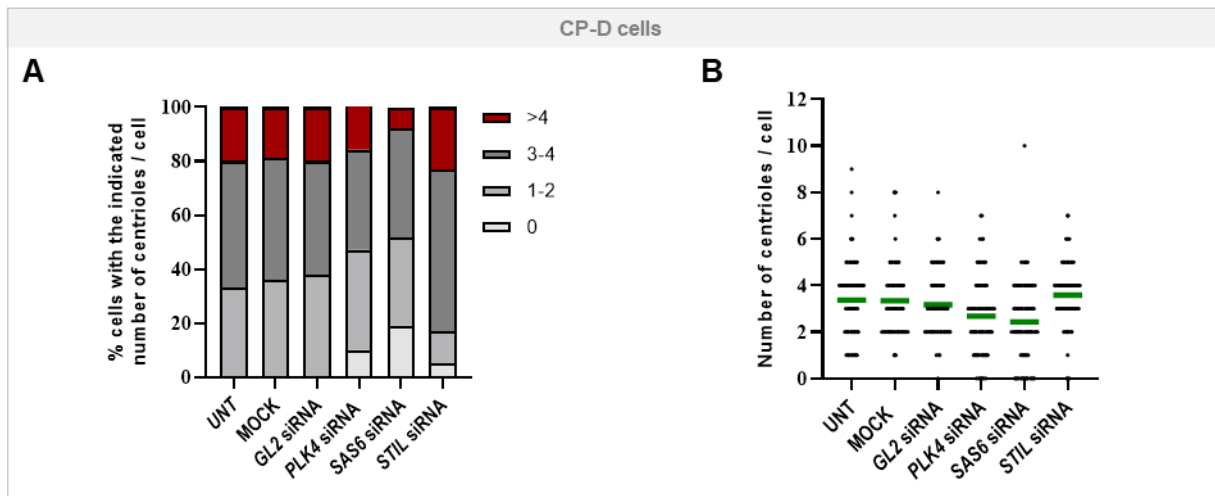 CP-D cells
A
% cells with the indicated
number of centrioles / cell
100
80
60
40
20
0
UNT
MOCK
GL2 siRNA
PLK4 siRNA
SAS6 siRNA
STIL siRNA
>4
3-4
1-2
0
B
Number of centrioles / cell
12
10
8
6
4
2
0
UNT
MOCK
GL2 siRNA
PLK4 siRNA
SAS6 siRNA
STIL siRNA